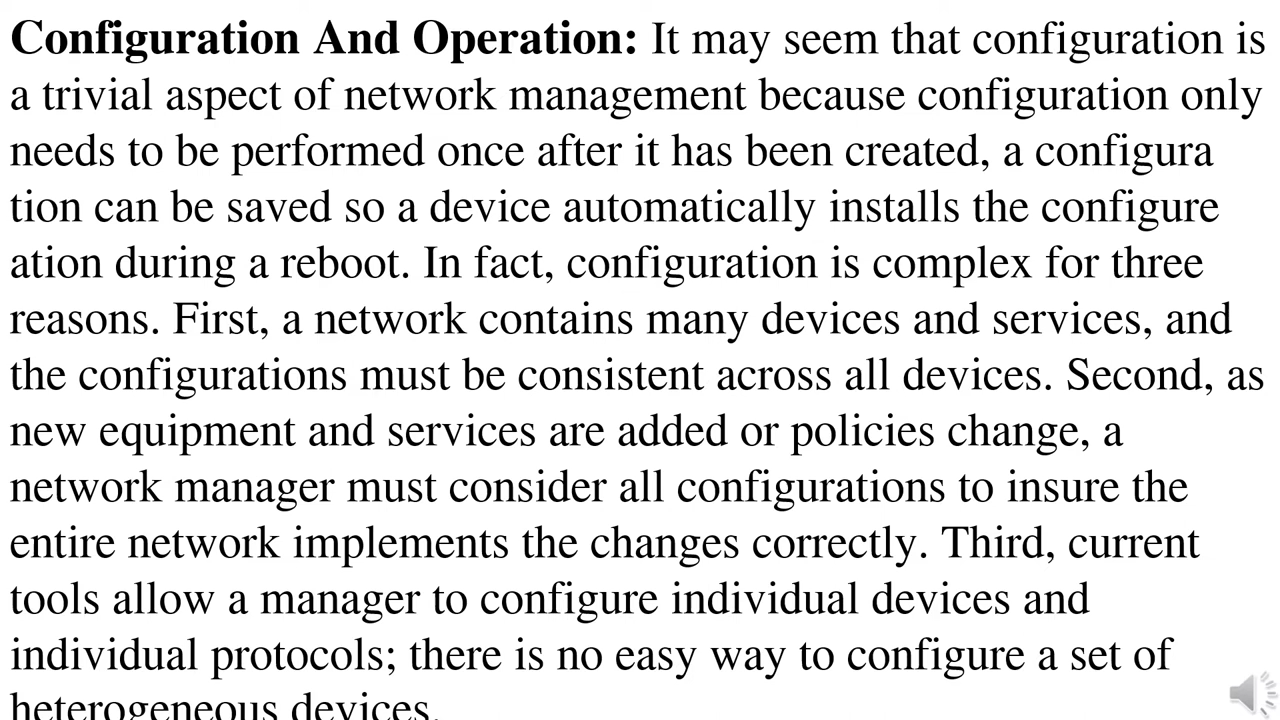 Configuration And Operation: It may seem that configuration is
a trivial aspect of network management because configuration only
needs to be performed once after it has been created, a configura
tion can be saved so a device automatically installs the configure
ation during a reboot. In fact, configuration is complex for three
reasons. First, a network contains many devices and services, and
the configurations must be consistent across all devices. Second, as
new equipment and services are added or policies change, a
network manager must consider all configurations to insure the
entire network implements the changes correctly. Third, current
tools allow a manager to configure individual devices and
individual protocols; there is no easy way to configure a set of
heterogeneous devices.